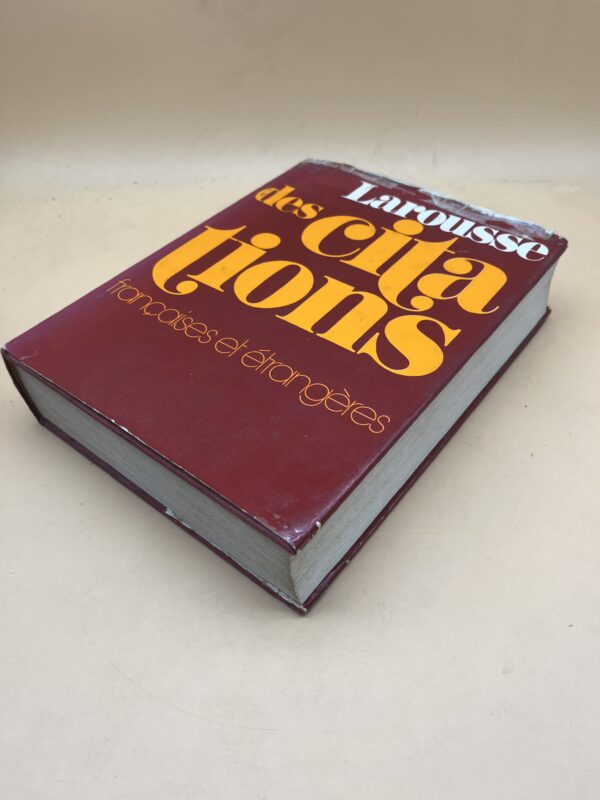 Larousse
des cita
tions
françaises et étrangères